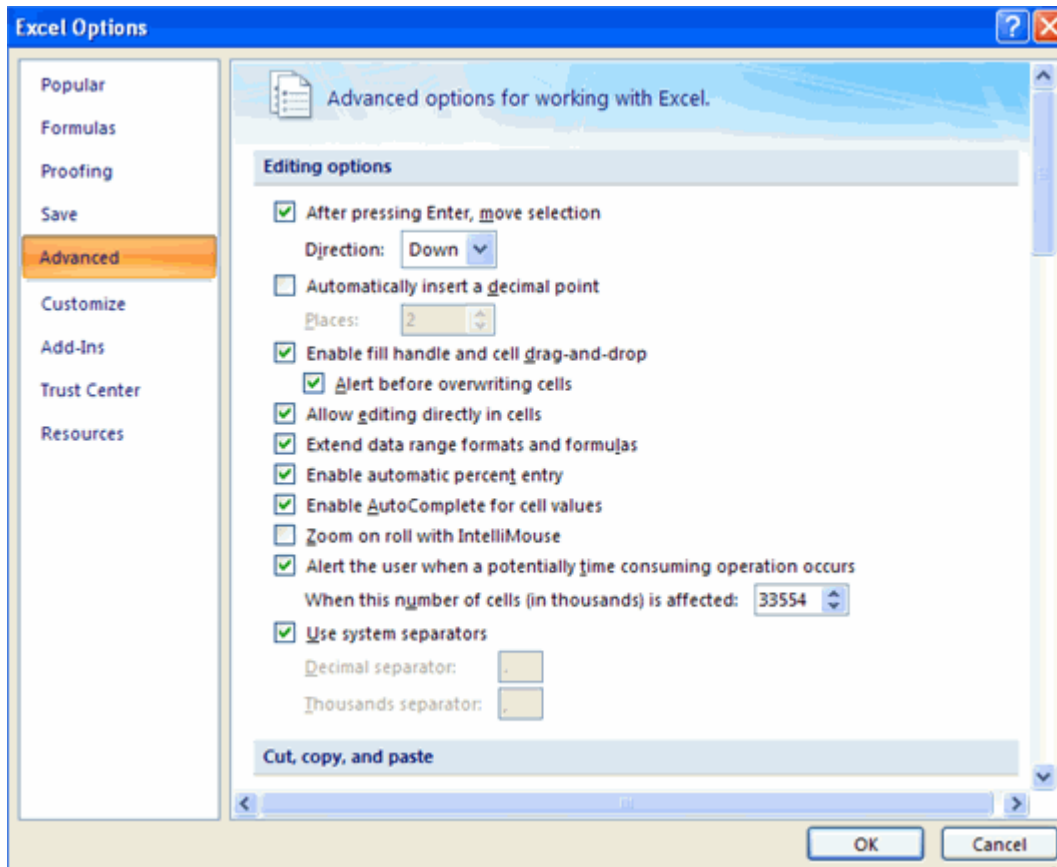 Excel Options
Popular
Formulas
Proofing
Save
Advanced
Customize
Add-Ins
Trust Center
Resources
Advanced options for working with Excel.
Editing options
After pressing Enter, move selection
Direction: Down
Automatically insert a decimal point
Places: 2
Enable fill handle and cell drag-and-drop
Alert before overwriting cells
Allow editing directly in cells
Extend data range formats and formulas
Enable automatic percent entry
Enable AutoComplete for cell values
Zoom on roll with IntelliMouse
Alert the user when a potentially time consuming operation occurs
When this number of cells (in thousands) is affected: 33554
Use system separators
Decimal separator: .
Thousands separator: ,
Cut, copy, and paste
OK Cancel